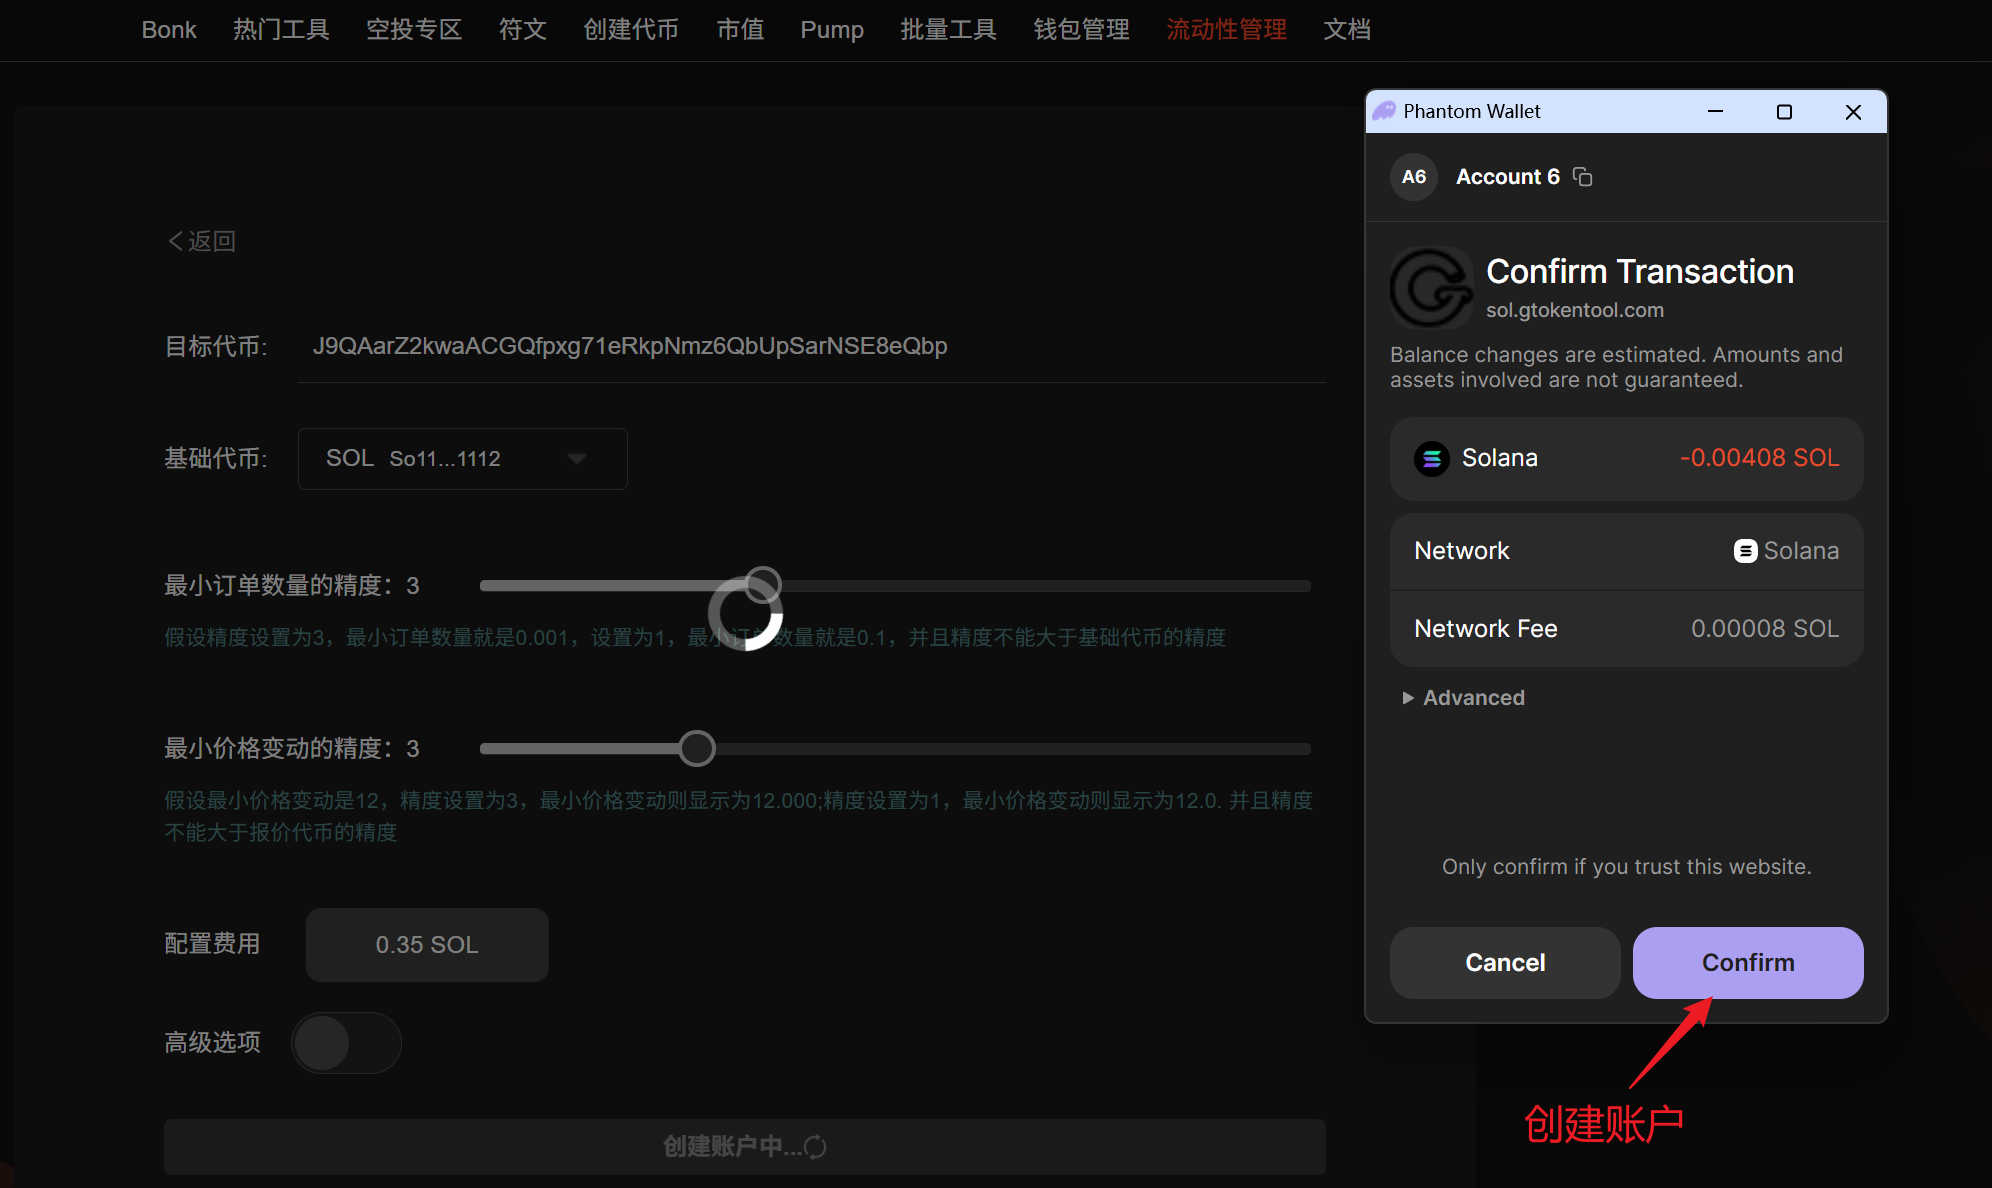 Bonk 热门工具 空投专区 符文 创建代币 市值 Pump 批量工具 钱包管理 流动性管理 文档
返回
目标代币: J9QAarZ2kwaACGQfpxg71eRkpNmz6QbUpSarNSE8eQbp
基础代币: SOL So11...1112
最小订单数量的精度：3
假设精度设置为3，最小订单数量就是0.001，设置为1，最小订单数量就是0.1，并且精度不能大于基础代币的精度
最小价格变动的精度：3
假设最小价格变动是12，精度设置为3，最小价格变动则显示为12.000;精度设置为1，最小价格变动则显示为12.0. 并且精度
不能大于报价代币的精度
配置费用 0.35 SOL
高级选项
创建账户中...
Phantom Wallet
A6 Account 6
Confirm Transaction
sol.gtokentool.com
Balance changes are estimated. Amounts and
assets involved are not guaranteed.
Solana -0.00408 SOL
Network Solana
Network Fee 0.00008 SOL
Advanced
Only confirm if you trust this website.
Cancel Confirm
创建账户